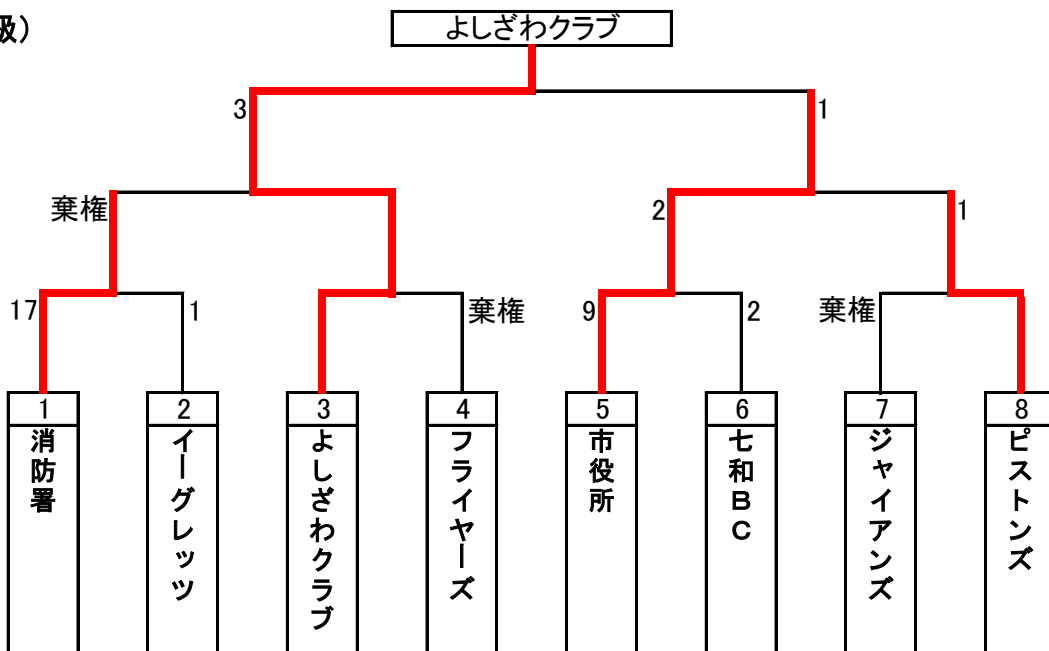 級）
よしざわクラブ
3
1
棄権
2
1
17
1
棄権
9
2
棄権
1
2
3
4
5
6
7
8
消防署
イーグレッツ
よしざわクラブ
フライヤーズ
市役所
七和BC
ジャイアンズ
ピストンズ